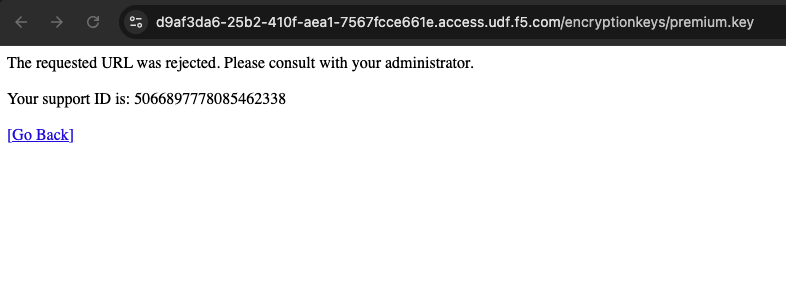 d9af3da6-25b2-410f-aea1-7567fcce661e.access.udf.f5.com/encryptionkeys/premium.key
The requested URL was rejected. Please consult with your administrator.
Your support ID is: 5066897778085462338
[Go Back]